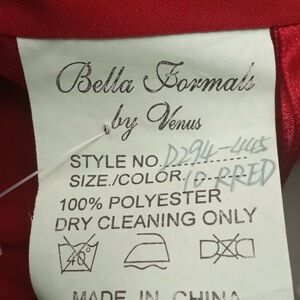 Bella Formals
by Venus
STYLE NO. D294-4405
SIZE./COLOR. 10 RRED
100% POLYESTER
DRY CLEANING ONLY
40°
MADE IN CHINA